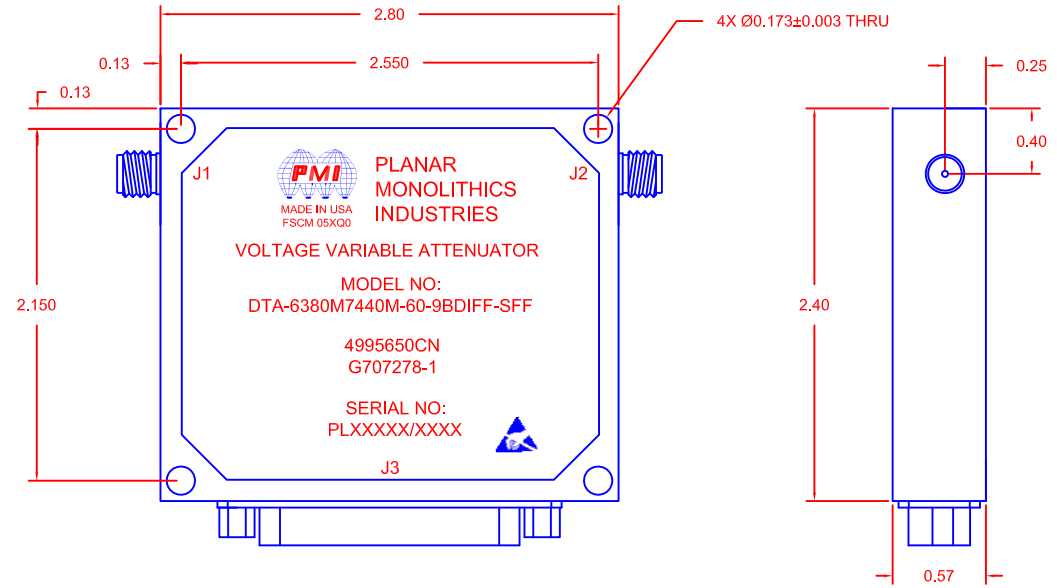 2.80
4X Ø0.173±0.003 THRU
0.13
2.550
0.25
0.13
0.40
J1
J2
PMI
MADE IN USA
FSCM 05XQ0
PLANAR
MONOLITHICS
INDUSTRIES
VOLTAGE VARIABLE ATTENUATOR
MODEL NO:
DTA-6380M7440M-60-9BDIFF-SFF
2.150
2.40
4995650CN
G707278-1
SERIAL NO:
PLXXXXX/XXXX
J3
0.57